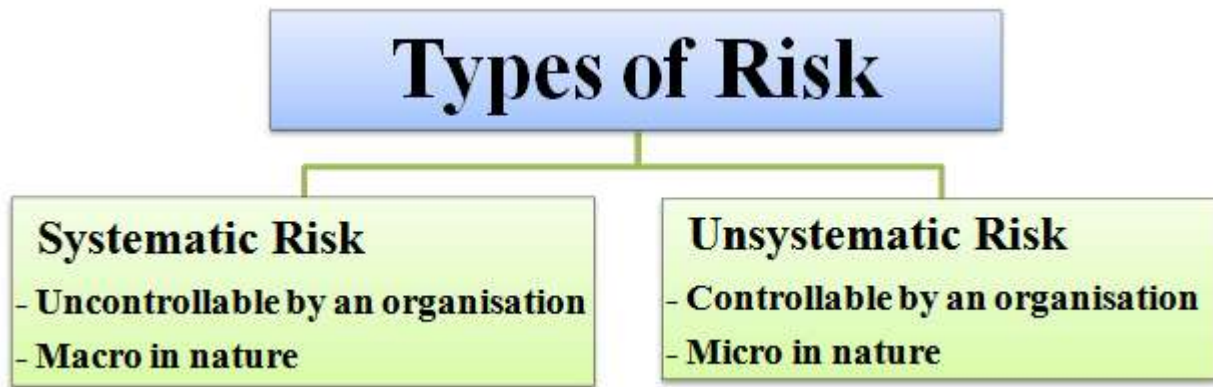 Types of Risk
Systematic Risk
- Uncontrollable by an organisation
- Macro in nature
Unsystematic Risk
- Controllable by an organisation
- Micro in nature